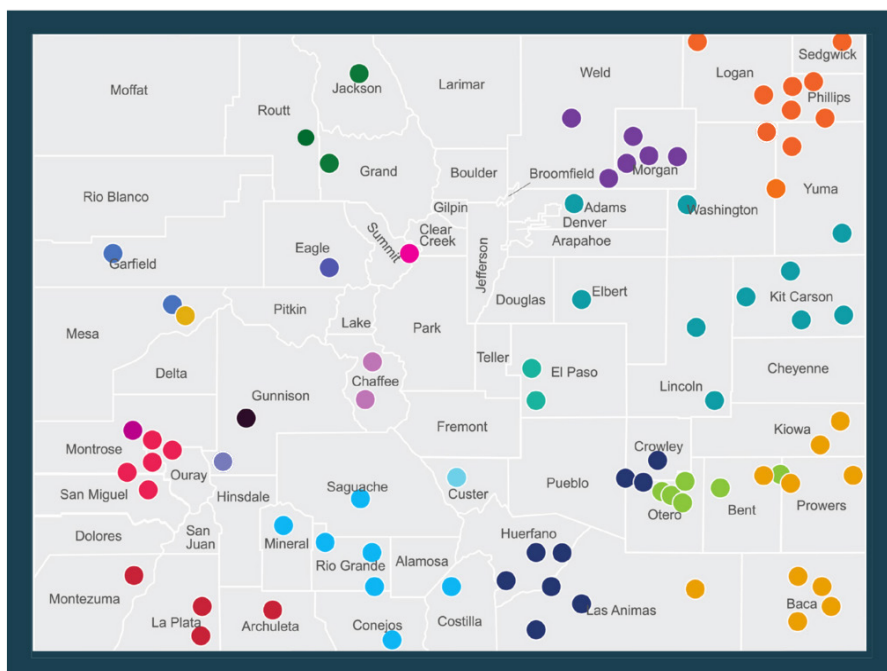 Sedgwick
Moffat
Larimar
Weld
Logan
Jackson
Phillips
Routt
Grand
Boulder
Broomfield
Morgan
Rio Blanco
Yuma
Gilpin
Adams
Washington
Denver
Clear
Creek
Summit
Arapahoe
Eagle
Jefferson
Garfield
Kit Carson
Elbert
Douglas
Pitkin
Lake
Park
Mesa
Teller
El Paso
Delta
Chaffee
Cheyenne
Gunnison
Lincoln
Fremont
Kiowa
Montrose
Crowley
Ouray
Saguache
Pueblo
San Miguel
Hinsdale
Custer
Otero
Bent
Prowers
Dolores
San
Juan
Mineral
Huerfano
Rio Grande
Alamosa
Montezuma
Las Animas
Baca
La Plata
Archuleta
Conejos
Costilla